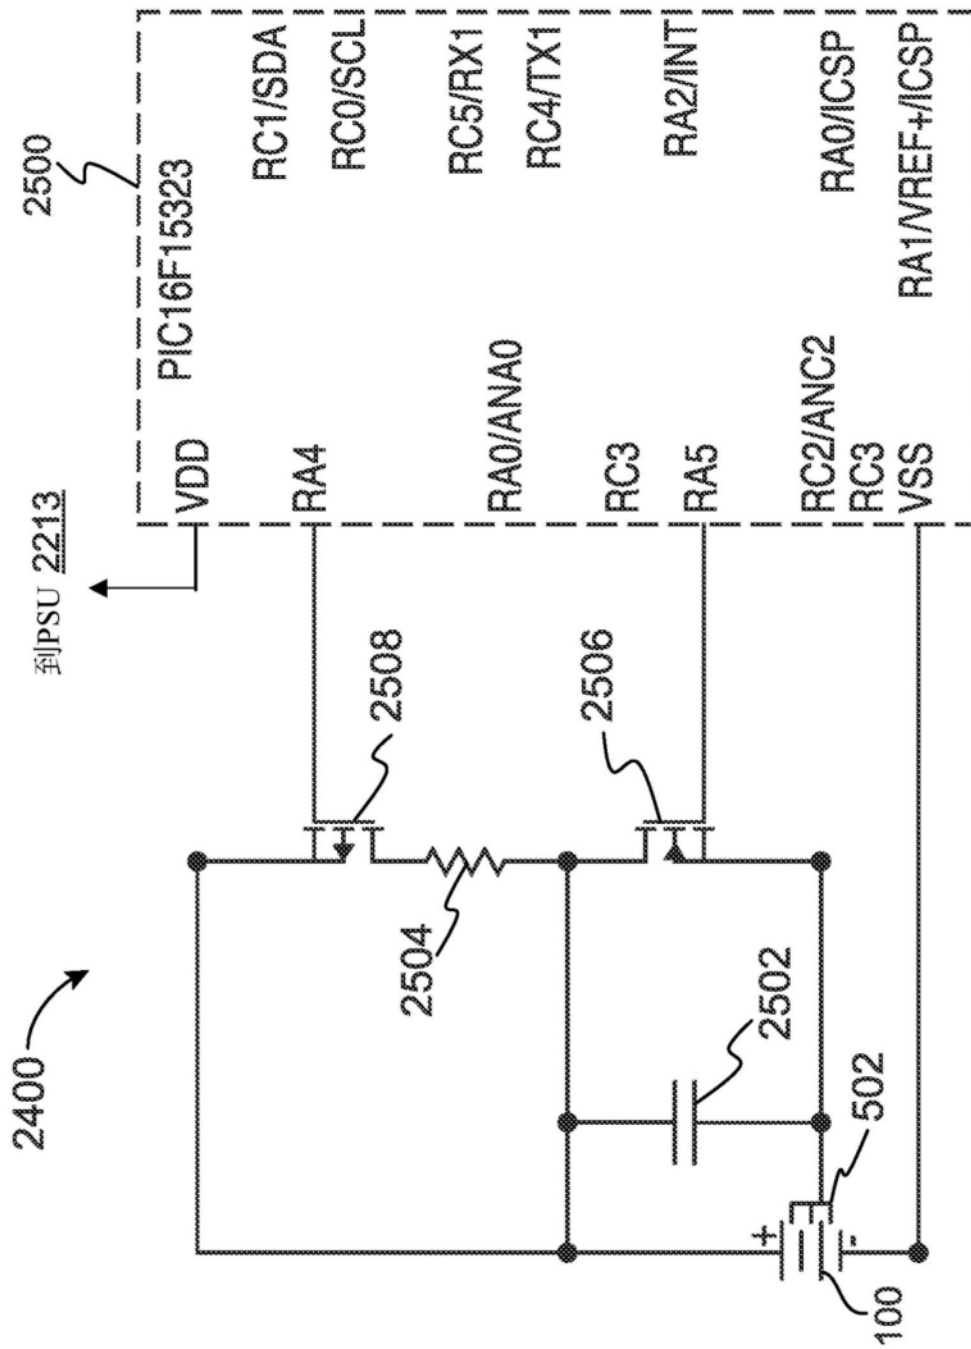 2400
到PSU 2213
2500
PIC16F15323
VDD
RA4
RA0/ANA0
RC3
RA5
RC2/ANC2
RC3
VSS
RC1/SDA
RC0/SCL
RC5/RX1
RC4/TX1
RA2/INT
RA0/ICSP
RA1/VREF+/ICSP
2508
2504
2506
2502
502
100
+
-